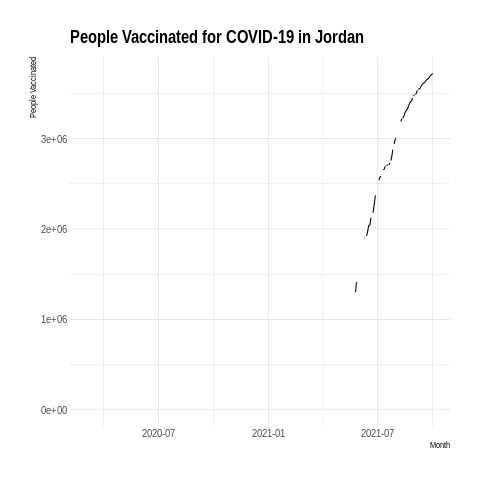 People Vaccinated for COVID-19 in Jordan
People Vaccinated
3e+06
2e+06
1e+06
0e+00
2020-07
2021-01
2021-07
Month